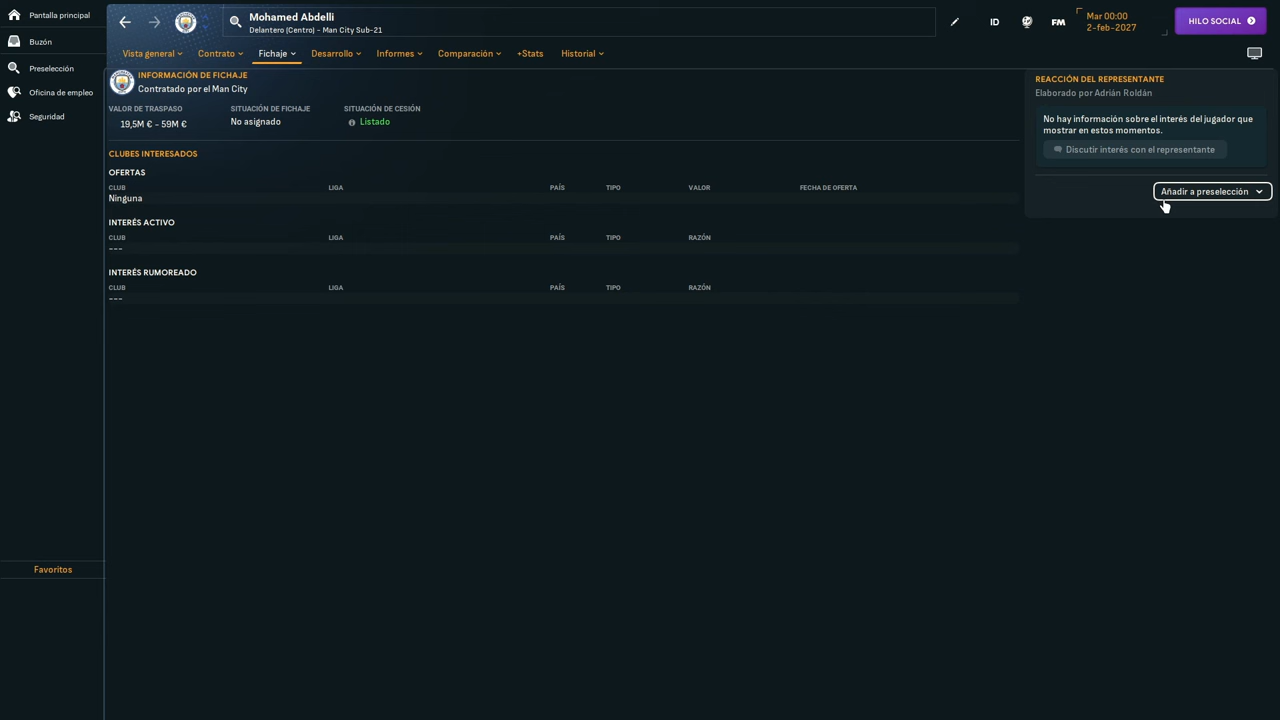 Pantalla principal
Buzón
Preselección
Oficina de empleo
Seguridad
Favoritos
Mohamed Abdelli
Delantero (Centro) - Man City Sub-21
ID
FM
Mar 00:00
2-feb-2027
HILO SOCIAL
Vista general
Contrato
Fichaje
Desarrollo
Informes
Comparación
+Stats
Historial
INFORMACIÓN DE FICHAJE
Contratado por el Man City
VALOR DE TRASPASO SITUACIÓN DE FICHAJE SITUACIÓN DE CESIÓN
19,5M € - 59M € No asignado Listado
CLUBES INTERESADOS
OFERTAS
CLUB LIGA PAÍS TIPO VALOR FECHA DE OFERTA
Ninguna
INTERÉS ACTIVO
CLUB LIGA PAÍS TIPO RAZÓN
---
INTERÉS RUMOREADO
CLUB LIGA PAÍS TIPO RAZÓN
---
REACCIÓN DEL REPRESENTANTE
Elaborado por Adrián Roldán
No hay información sobre el interés del jugador que
mostrar en estos momentos.
Discutir interés con el representante
Añadir a preselección